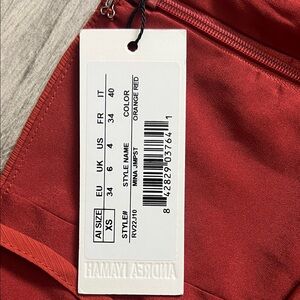 AI SIZE EU UK US FR IT
XS 34 6 4 34 40
STYLE# STYLE NAME COLOR
RV22J10 MINA JMPST ORANGE RED
8 42829 03764 1
ANDREA IYAMAH